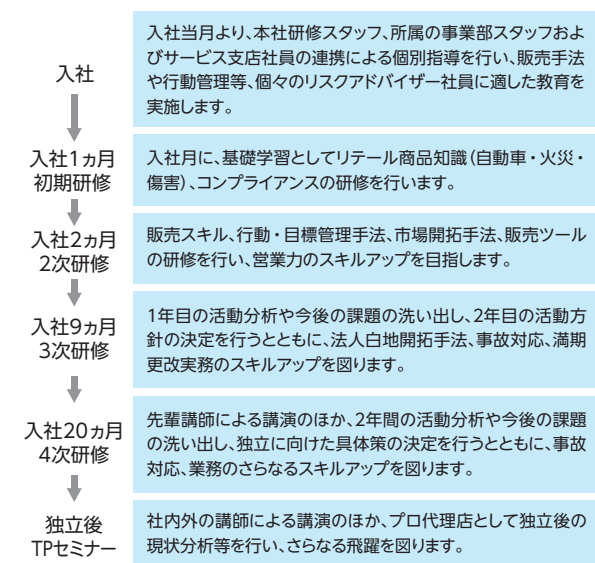 入社
入社当月より、本社研修スタッフ、所属の事業部スタッフおよ
びサービス支店社員の連携による個別指導を行い、販売手法
や行動管理等、個々のリスクアドバイザー社員に適した教育を
実施します。
入社1ヵ月
初期研修
入社月に、基礎学習としてリテール商品知識(自動車・火災・
傷害)、コンプライアンスの研修を行います。
入社2ヵ月
2次研修
販売スキル、行動・目標管理手法、市場開拓手法、販売ツール
の研修を行い、営業力のスキルアップを目指します。
入社9ヵ月
3次研修
1年目の活動分析や今後の課題の洗い出し、2年目の活動方
針の決定を行うとともに、法人白地開拓手法、事故対応、満期
更改実務のスキルアップを図ります。
入社20ヵ月
4次研修
先輩講師による講演のほか、2年間の活動分析や今後の課題
の洗い出し、独立に向けた具体策の決定を行うとともに、事故
対応、業務のさらなるスキルアップを図ります。
独立後
TPセミナー
社内外の講師による講演のほか、プロ代理店として独立後の
現状分析等を行い、さらなる飛躍を図ります。